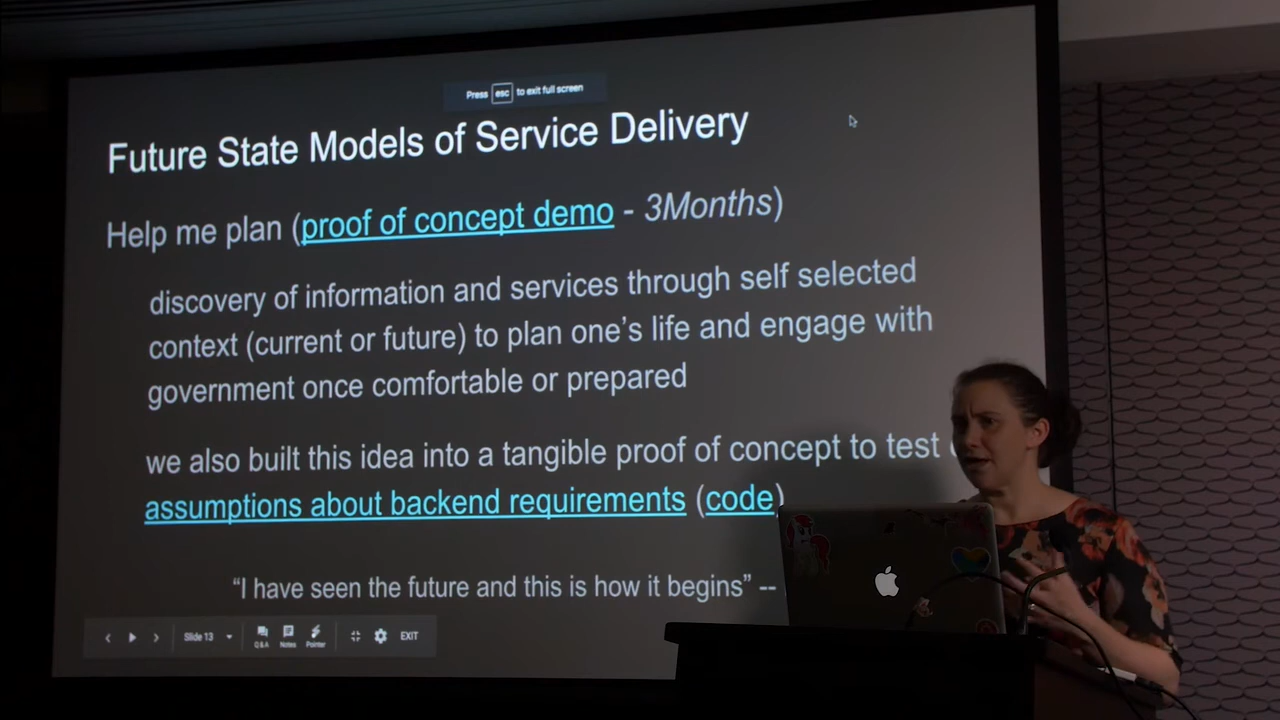 Press esc to exit full screen
Future State Models of Service Delivery
Help me plan (proof of concept demo - 3Months)
discovery of information and services through self selected
context (current or future) to plan one's life and engage with
government once comfortable or prepared
we also built this idea into a tangible proof of concept to test
assumptions about backend requirements (code)
“I have seen the future and this is how it begins” --
Slide 13
Q&A
Notes
Pointer
EXIT